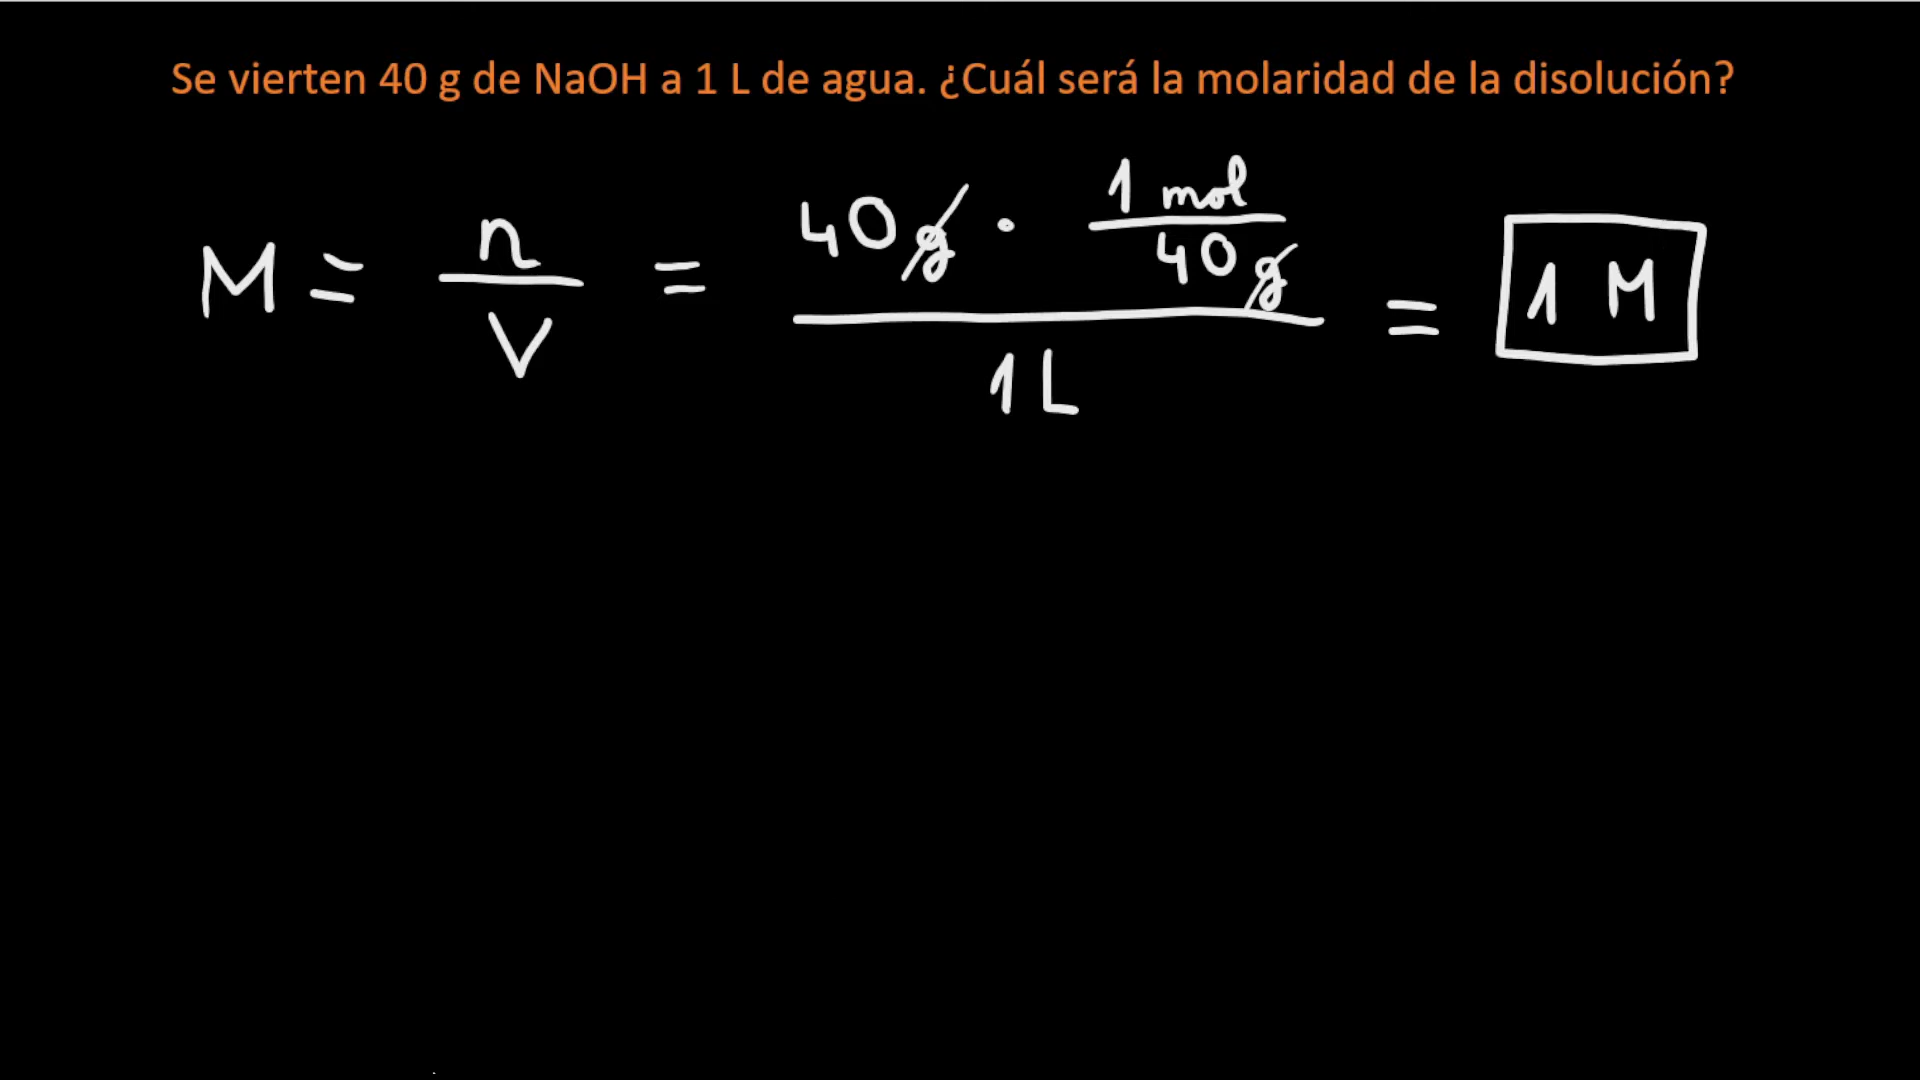 Se vierten 40 g de NaOH a 1 L de agua. ¿Cuál será la molaridad de la disolución?
M = n / V = 40 g · 1 mol / 40 g / 1 L = 1 M